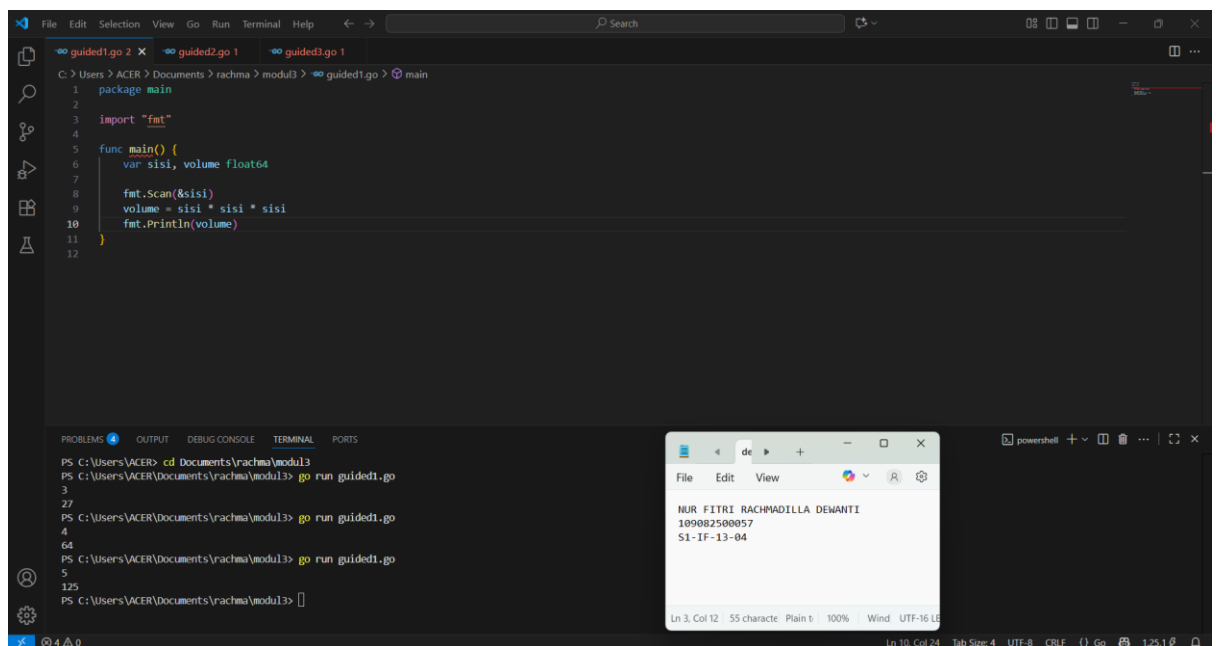 File Edit Selection View Go Run Terminal Help
Search
guided1.go 2 guided2.go 1 guided3.go 1
C: > Users > ACER > Documents > rachma > modul3 > guided1.go > main
1 package main
2
3 import "fmt"
4
5 func main() {
6 var sisi, volume float64
7
8 fmt.Scan(&sisi)
9 volume = sisi * sisi * sisi
10 fmt.Println(volume)
11 }
12
PROBLEMS 4 OUTPUT DEBUG CONSOLE TERMINAL PORTS
powershell
PS C:\Users\ACER> cd Documents\rachma\modul3
PS C:\Users\ACER\Documents\rachma\modul3> go run guided1.go
3
27
PS C:\Users\ACER\Documents\rachma\modul3> go run guided1.go
4
64
PS C:\Users\ACER\Documents\rachma\modul3> go run guided1.go
5
125
PS C:\Users\ACER\Documents\rachma\modul3>
de
File Edit View
NUR FITRI RACHMADILLA DEWANTI
109082500057
S1-IF-13-04
Ln 3, Col 12 55 characte Plain t 100% Wind UTF-16 LE
4 0
Ln 10, Col 24 Tab Size: 4 UTF-8 CRLF {} Go 1.25.1